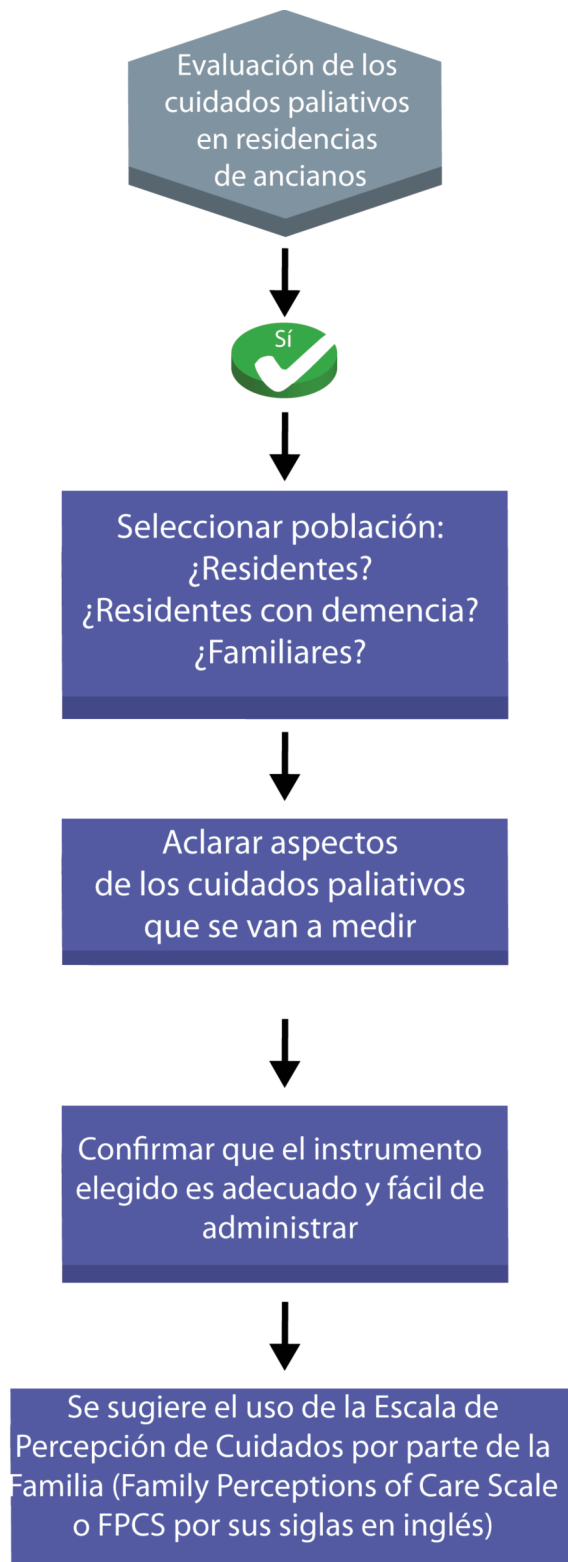 Evaluación de los
cuidados paliativos
en residencias
de ancianos
Sí
Seleccionar población:
¿Residentes?
¿Residentes con demencia?
¿Familiares?
Aclarar aspectos
de los cuidados paliativos
que se van a medir
Confirmar que el instrumento
elegido es adecuado y fácil de
administrar
Se sugiere el uso de la Escala de
Percepción de Cuidados por parte de la
Familia (Family Perceptions of Care Scale
o FPCS por sus siglas en inglés)